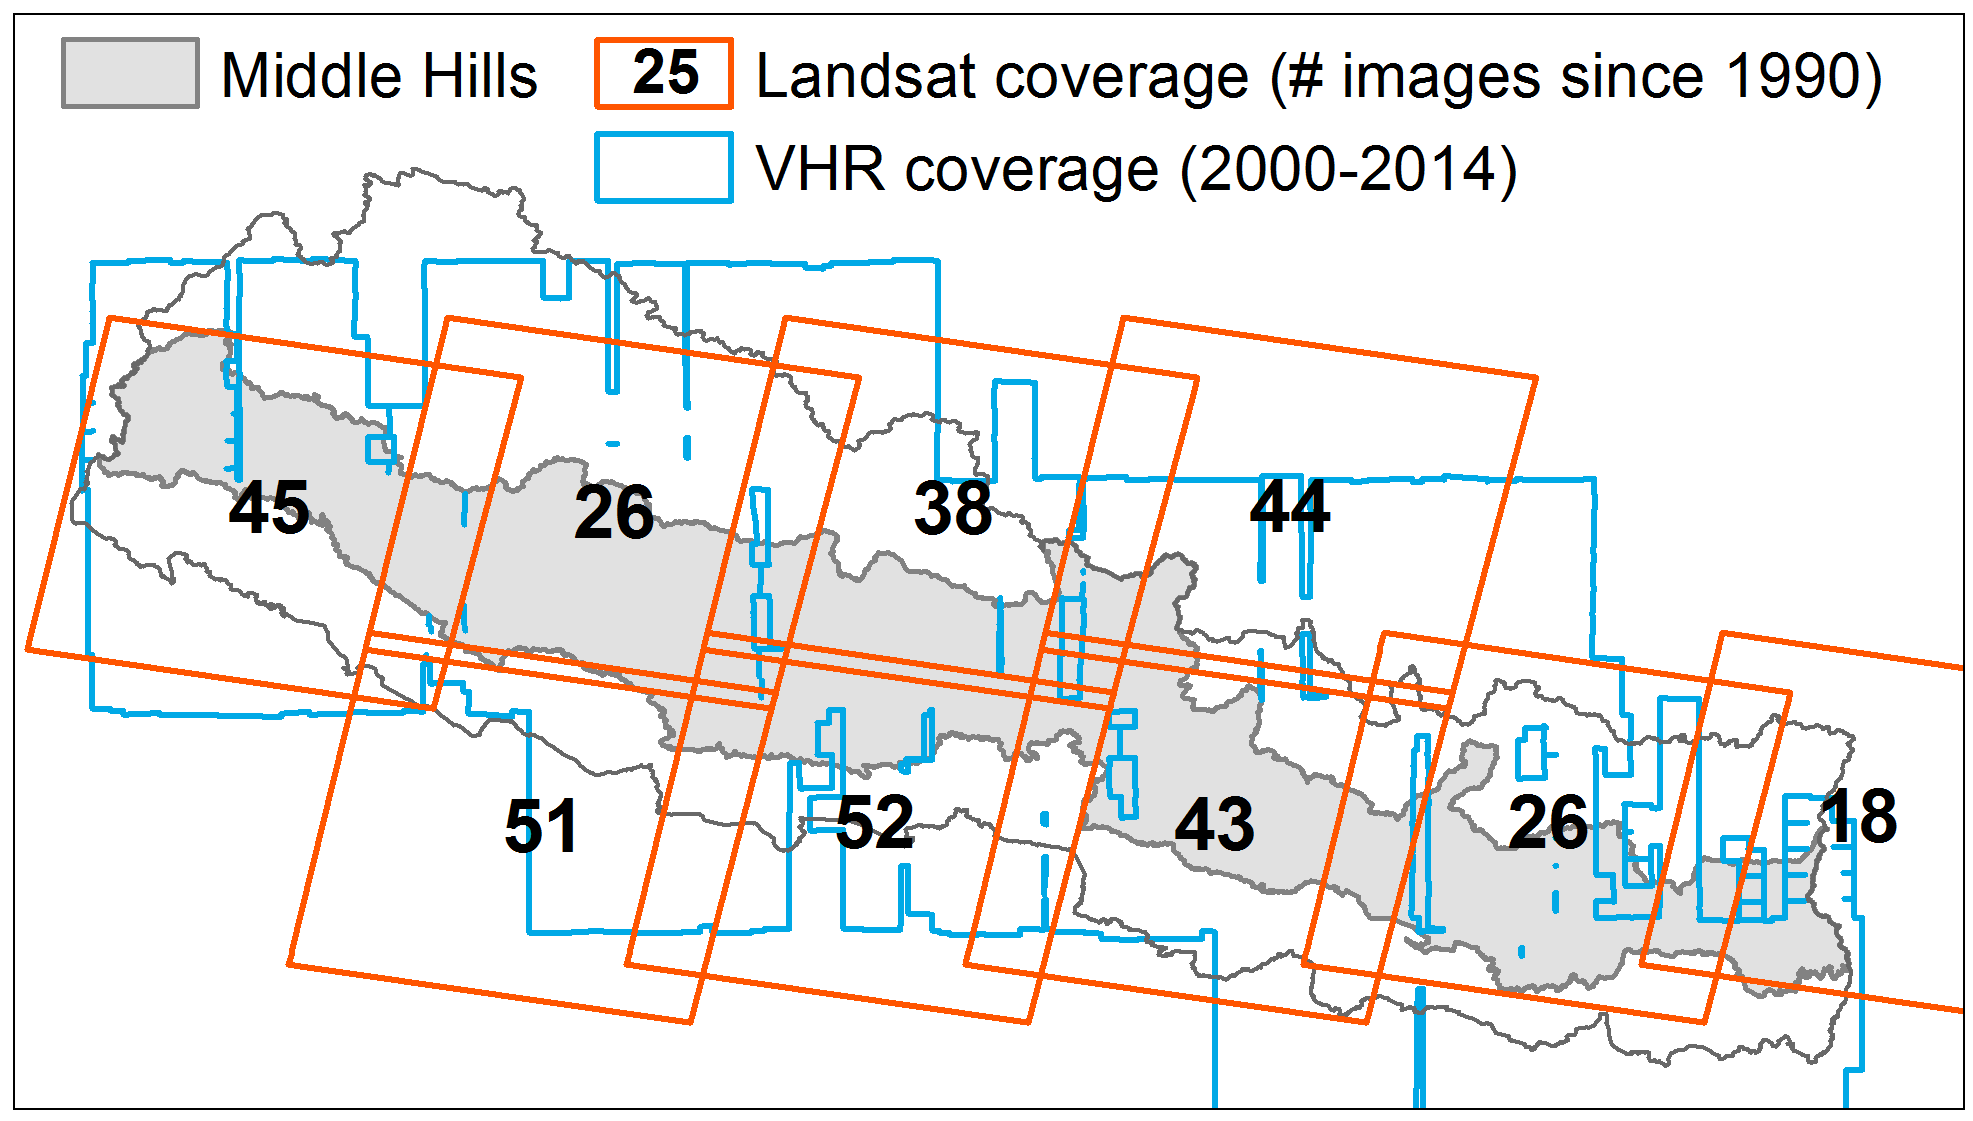 Middle Hills
25 Landsat coverage (# images since 1990)
VHR coverage (2000-2014)
45 26 38 44
51 52 43 26 18